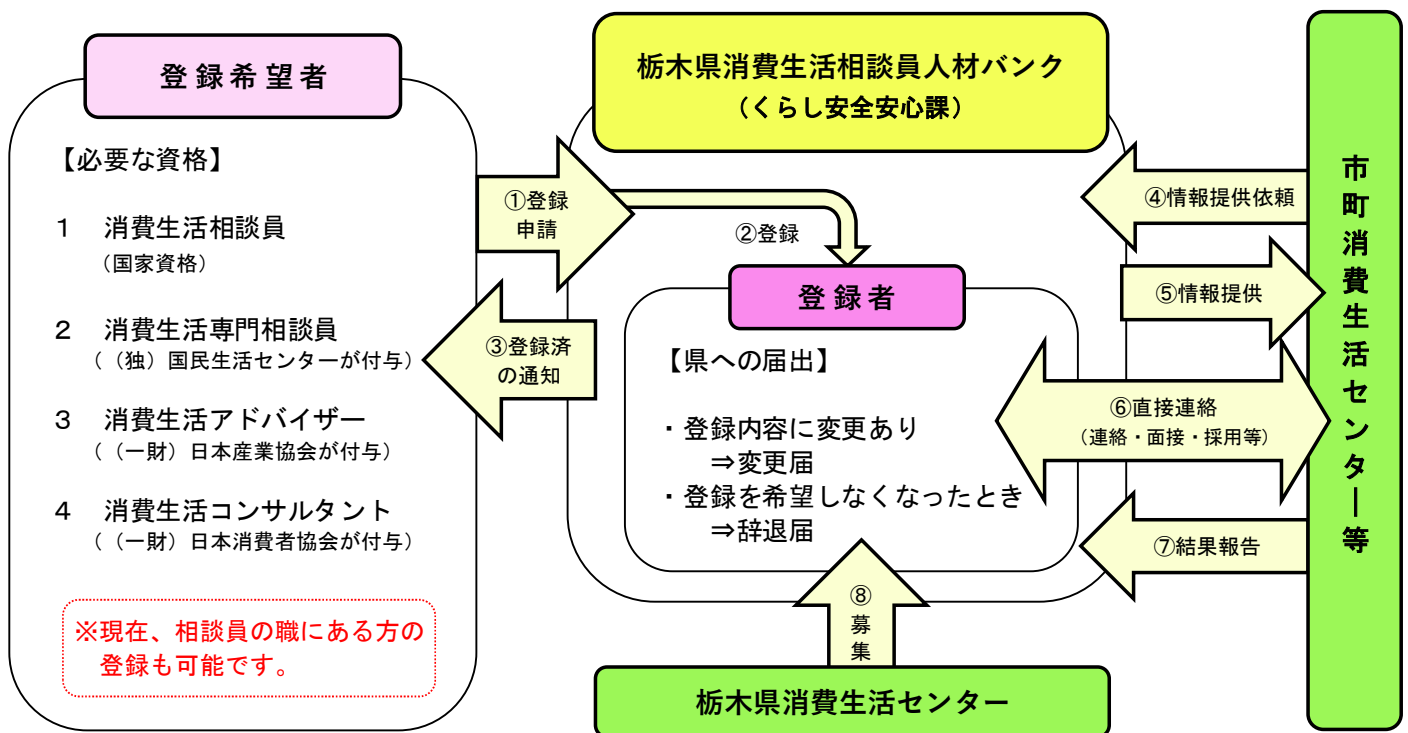 登録希望者
【必要な資格】
1 消費生活相談員
（国家資格）
2 消費生活専門相談員
（（独）国民生活センターが付与）
3 消費生活アドバイザー
（（一財）日本産業協会が付与）
4 消費生活コンサルタント
（（一財）日本消費者協会が付与）
※現在、相談員の職にある方の
登録も可能です。
栃木県消費生活相談員人材バンク
（くらし安全安心課）
①登録
申請
②登録
③登録済
の通知
登録者
【県への届出】
・登録内容に変更あり
⇒変更届
・登録を希望しなくなったとき
⇒辞退届
④情報提供依頼
⑤情報提供
⑥直接連絡
（連絡・面接・採用等）
⑦結果報告
⑧募集
栃木県消費生活センター
市町消費生活センター等